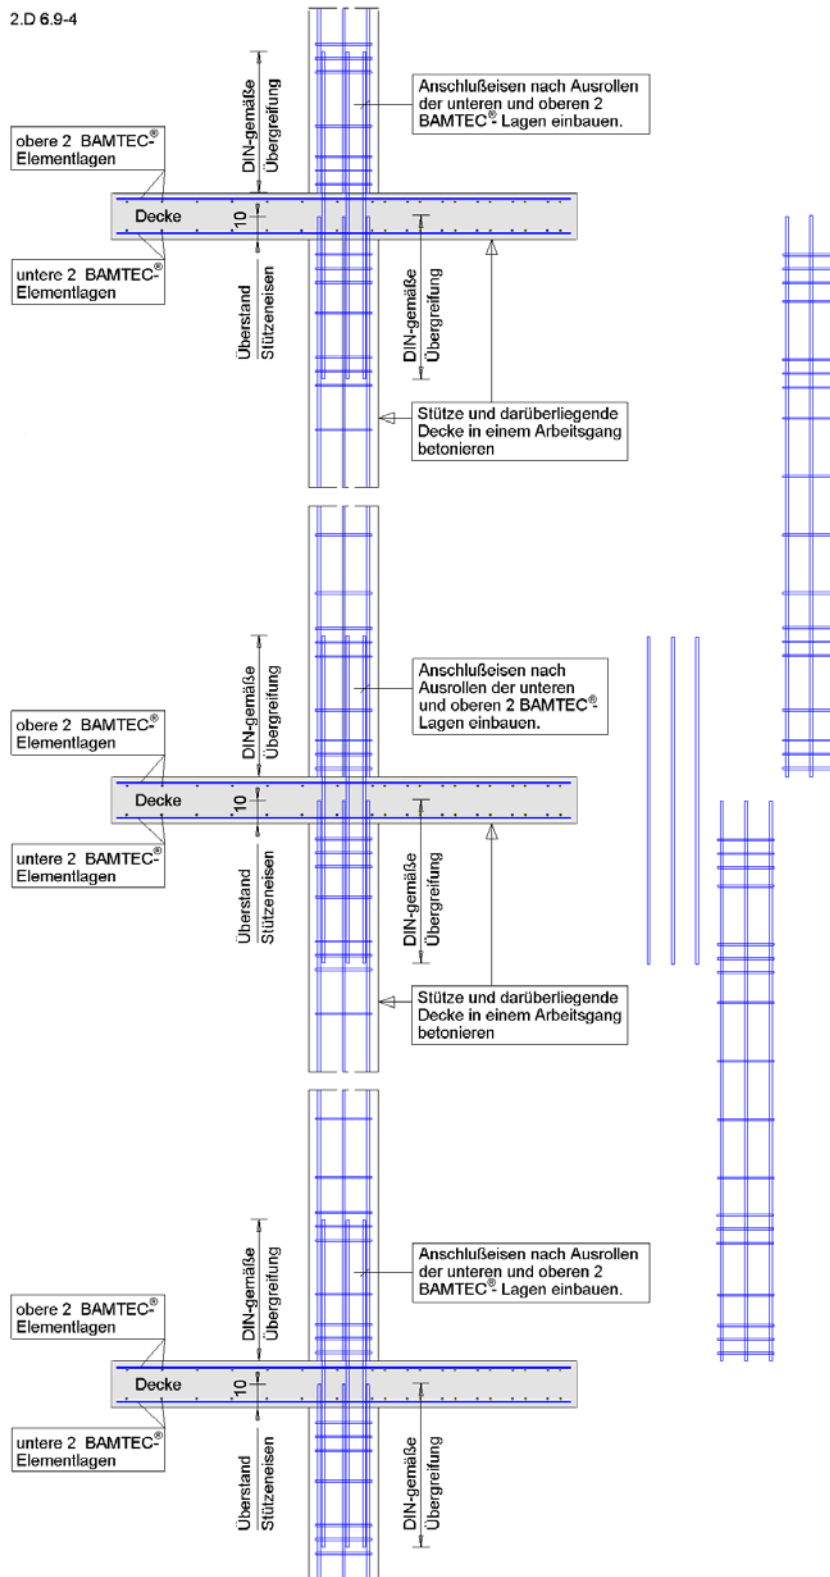 2.D 6.9-4
DIN-gemäße
Übergreifung
Anschlußeisen nach Ausrollen
der unteren und oberen 2
BAMTEC®- Lagen einbauen.
obere 2 BAMTEC-®
Elementlagen
Decke
10
untere 2 BAMTEC-®
Elementlagen
Überstand
Stützeneisen
DIN-gemäße
Übergreifung
Stütze und darüberliegende
Decke in einem Arbeitsgang
betonieren
DIN-gemäße
Übergreifung
Anschlußeisen nach
Ausrollen der unteren
und oberen 2 BAMTEC®-
Lagen einbauen.
obere 2 BAMTEC-®
Elementlagen
Decke
10
untere 2 BAMTEC-®
Elementlagen
Überstand
Stützeneisen
DIN-gemäße
Übergreifung
Stütze und darüberliegende
Decke in einem Arbeitsgang
betonieren
DIN-gemäße
Übergreifung
Anschlußeisen nach Ausrollen
der unteren und oberen 2
BAMTEC®- Lagen einbauen.
obere 2 BAMTEC-®
Elementlagen
Decke
10
untere 2 BAMTEC-®
Elementlagen
Überstand
Stützeneisen
DIN-gemäße
Übergreifung